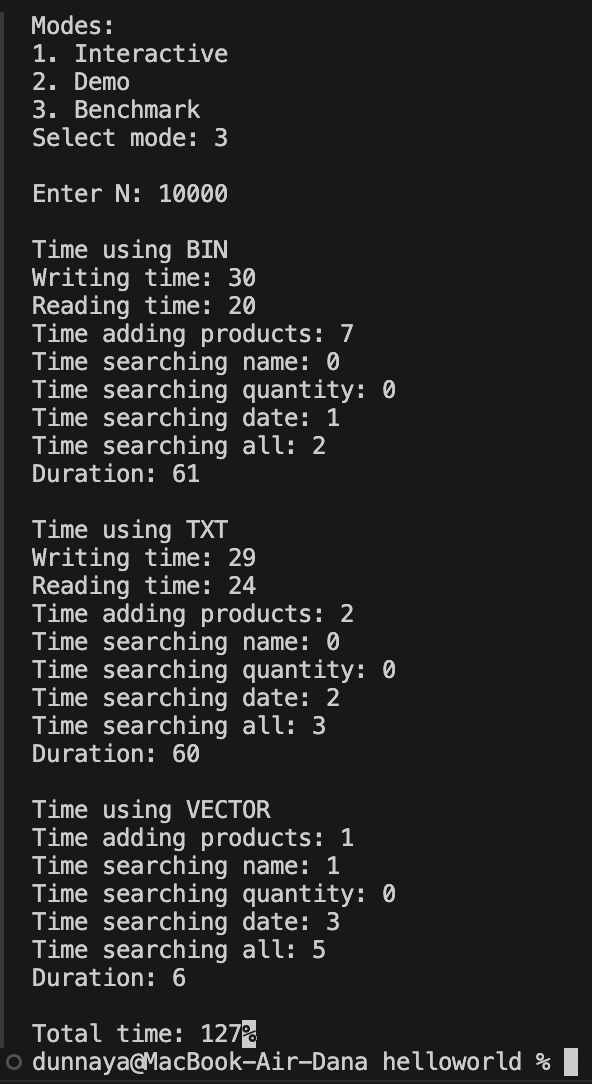 Modes:
1. Interactive
2. Demo
3. Benchmark
Select mode: 3
Enter N: 10000
Time using BIN
Writing time: 30
Reading time: 20
Time adding products: 7
Time searching name: 0
Time searching quantity: 0
Time searching date: 1
Time searching all: 2
Duration: 61
Time using TXT
Writing time: 29
Reading time: 24
Time adding products: 2
Time searching name: 0
Time searching quantity: 0
Time searching date: 2
Time searching all: 3
Duration: 60
Time using VECTOR
Time adding products: 1
Time searching name: 1
Time searching quantity: 0
Time searching date: 3
Time searching all: 5
Duration: 6
Total time: 127%
dunnaya@MacBook-Air-Dana helloworld %